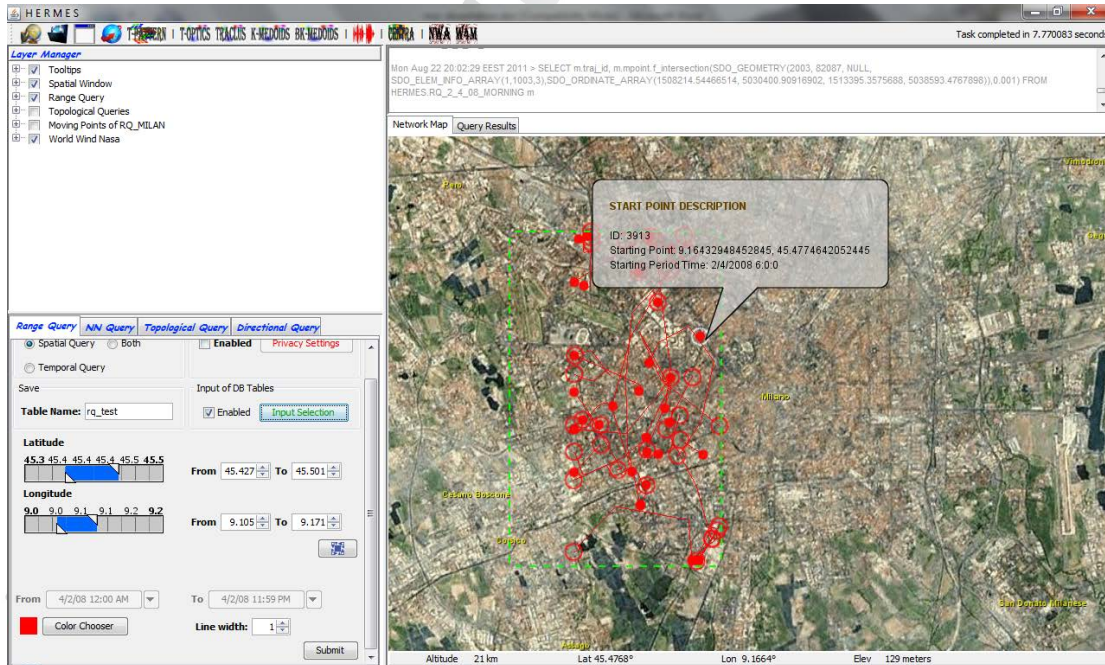 HERMES
T-PATTERN | T-OPTICS TRACLUS K-MEDOIDS BK-MEDOIDS | | NWA W4M
Task completed in 7.770083 seconds
Layer Manager
Tooltips
Spatial Window
Range Query
Topological Queries
Moving Points of RQ_MILAN
World Wind Nasa
Mon Aug 22 20:02:29 EEST 2011 > SELECT m.traj_id, m.mpoint.f_intersection(SDO_GEOMETRY(2003, 82087, NULL,
SDO_ELEM_INFO_ARRAY(1,1003,3),SDO_ORDINATE_ARRAY(1508214.54466514, 5030400.90916902, 1513395.3575688, 5038593.4767898)),0.001) FROM
HERMES.RQ_2_4_08_MORNING m
Network Map Query Results
Pero
START POINT DESCRIPTION
ID: 3913
Starting Point: 9.16432948452845, 45.4774642052445
Starting Period Time: 2/4/2008 6:0:0
Milano
Cesano Boscone
Corsico
San Donato Milanese
Assago
Range Query NN Query Topological Query Directional Query
Spatial Query Both
Temporal Query
Enabled Privacy Settings
Save
Table Name: rq_test
Input of DB Tables
Enabled Input Selection
Latitude
45.3 45.4 45.4 45.4 45.5 45.5
From 45.427 To 45.501
Longitude
9.0 9.0 9.1 9.1 9.2 9.2
From 9.105 To 9.171
From 4/2/08 12:00 AM To 4/2/08 11:59 PM
Color Chooser Line width: 1
Submit
Altitude 21 km Lat 45.4768° Lon 9.1664° Elev 129 meters